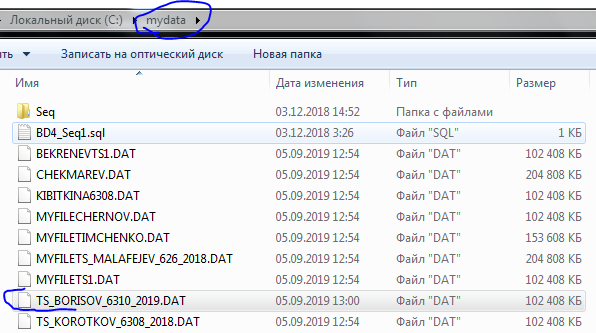 Локальный диск (C:) ▸ mydata ▸
ть ▾ Записать на оптический диск Новая папка
Имя Дата изменения Тип Размер
Seq 03.12.2018 14:52 Папка с файлами
BD4_Seq1.sql 03.12.2018 3:26 Файл "SQL" 1 КБ
BEKRENEVTS1.DAT 05.09.2019 12:54 Файл "DAT" 102 408 КБ
CHEKMAREV.DAT 05.09.2019 12:54 Файл "DAT" 204 808 КБ
KIBITKINA6308.DAT 05.09.2019 12:54 Файл "DAT" 102 408 КБ
MYFILECHERNOV.DAT 05.09.2019 12:54 Файл "DAT" 102 408 КБ
MYFILETIMCHENKO.DAT 05.09.2019 12:54 Файл "DAT" 153 608 КБ
MYFILETS_MALAFEJEV_626_2018.DAT 05.09.2019 12:54 Файл "DAT" 204 808 КБ
MYFILETS1.DAT 05.09.2019 12:54 Файл "DAT" 102 408 КБ
TS_BORISOV_6310_2019.DAT 05.09.2019 13:00 Файл "DAT" 102 408 КБ
TS_KOROTKOV_6308_2018.DAT 05.09.2019 12:54 Файл "DAT" 102 408 КБ